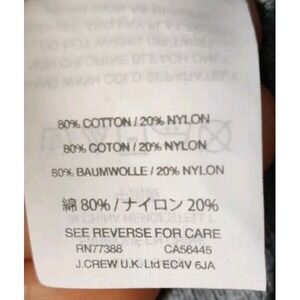 80% COTTON / 20% NYLON
80% COTON / 20% NYLON
80% BAUMWOLLE / 20% NYLON
綿 80% / ナイロン 20%
SEE REVERSE FOR CARE
RN77388 CA56445
J.CREW U.K. Ltd EC4V 6JA